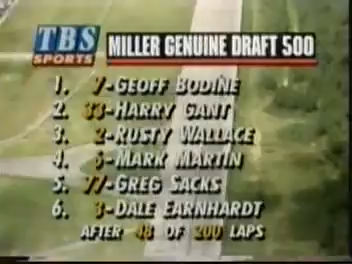 TBS
SPORTS
MILLER GENUINE DRAFT 500
1. 7-GEOFF BODINE
2. 33-HARRY GANT
3. 2-RUSTY WALLACE
4. 6-MARK MARTIN
5. 77-GREG SACKS
6. 3-DALE EARNHARDT
AFTER 48 OF 200 LAPS